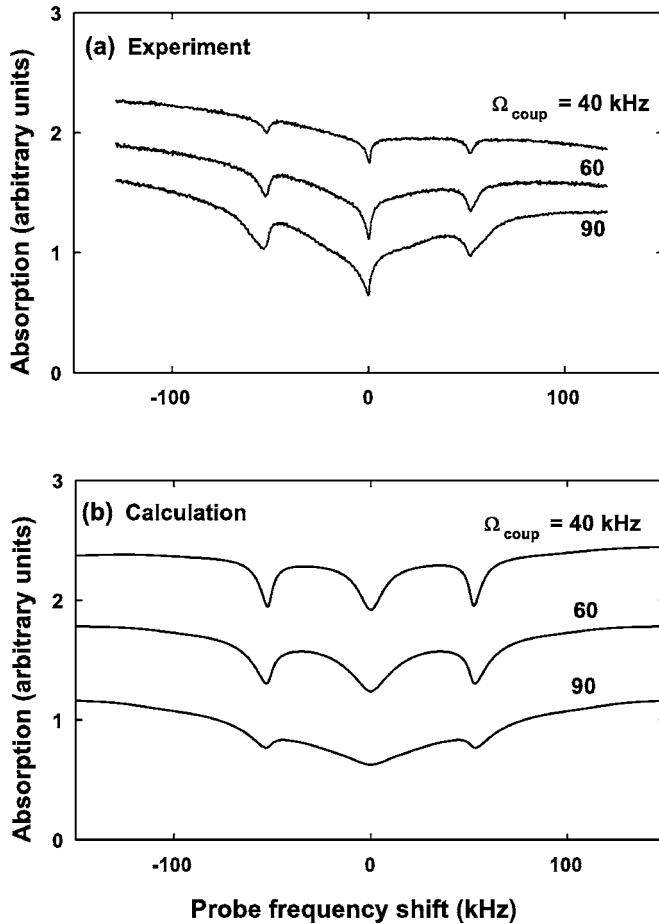 3
(a) Experiment
Ω coup = 40 kHz
2
60
90
1
0
-100 0 100
Absorption (arbitrary units)
3
(b) Calculation
Ω coup = 40 kHz
2
60
90
1
0
-100 0 100
Absorption (arbitrary units)
Probe frequency shift (kHz)